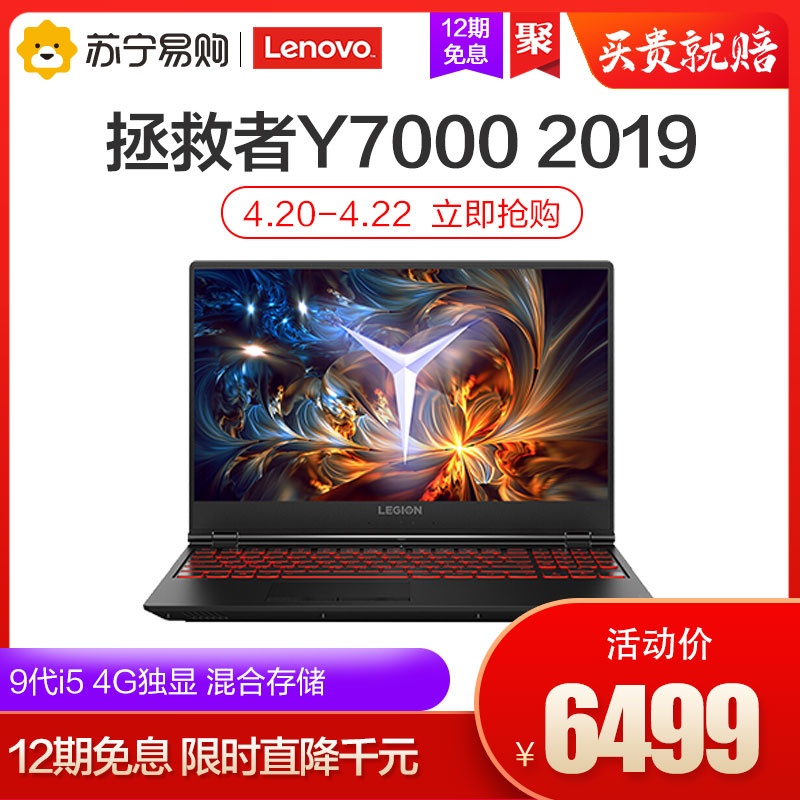 苏宁易购
Lenovo
12期
免息
聚
买贵就赔
拯救者Y7000 2019
4.20-4.22 立即抢购
LEGION
9代i5 4G独显 混合存储
12期免息 限时直降千元
活动价
¥6499